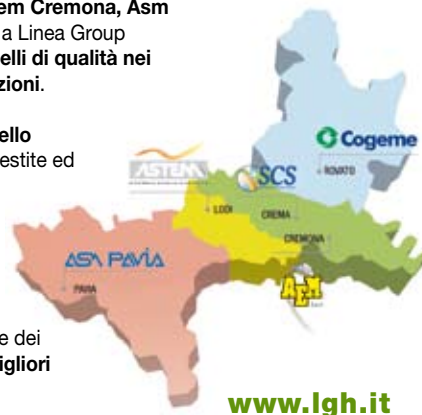 em Cremona, Asm
a Linea Group
elli di qualità nei
zioni.
ello
estite ed
Cogeme
ROVATO
ASTEM
SCS
LODI
CREMA
CREMONA
ASM PAVIA
PAVIA
AEM
e dei
igliori
www.lgh.it